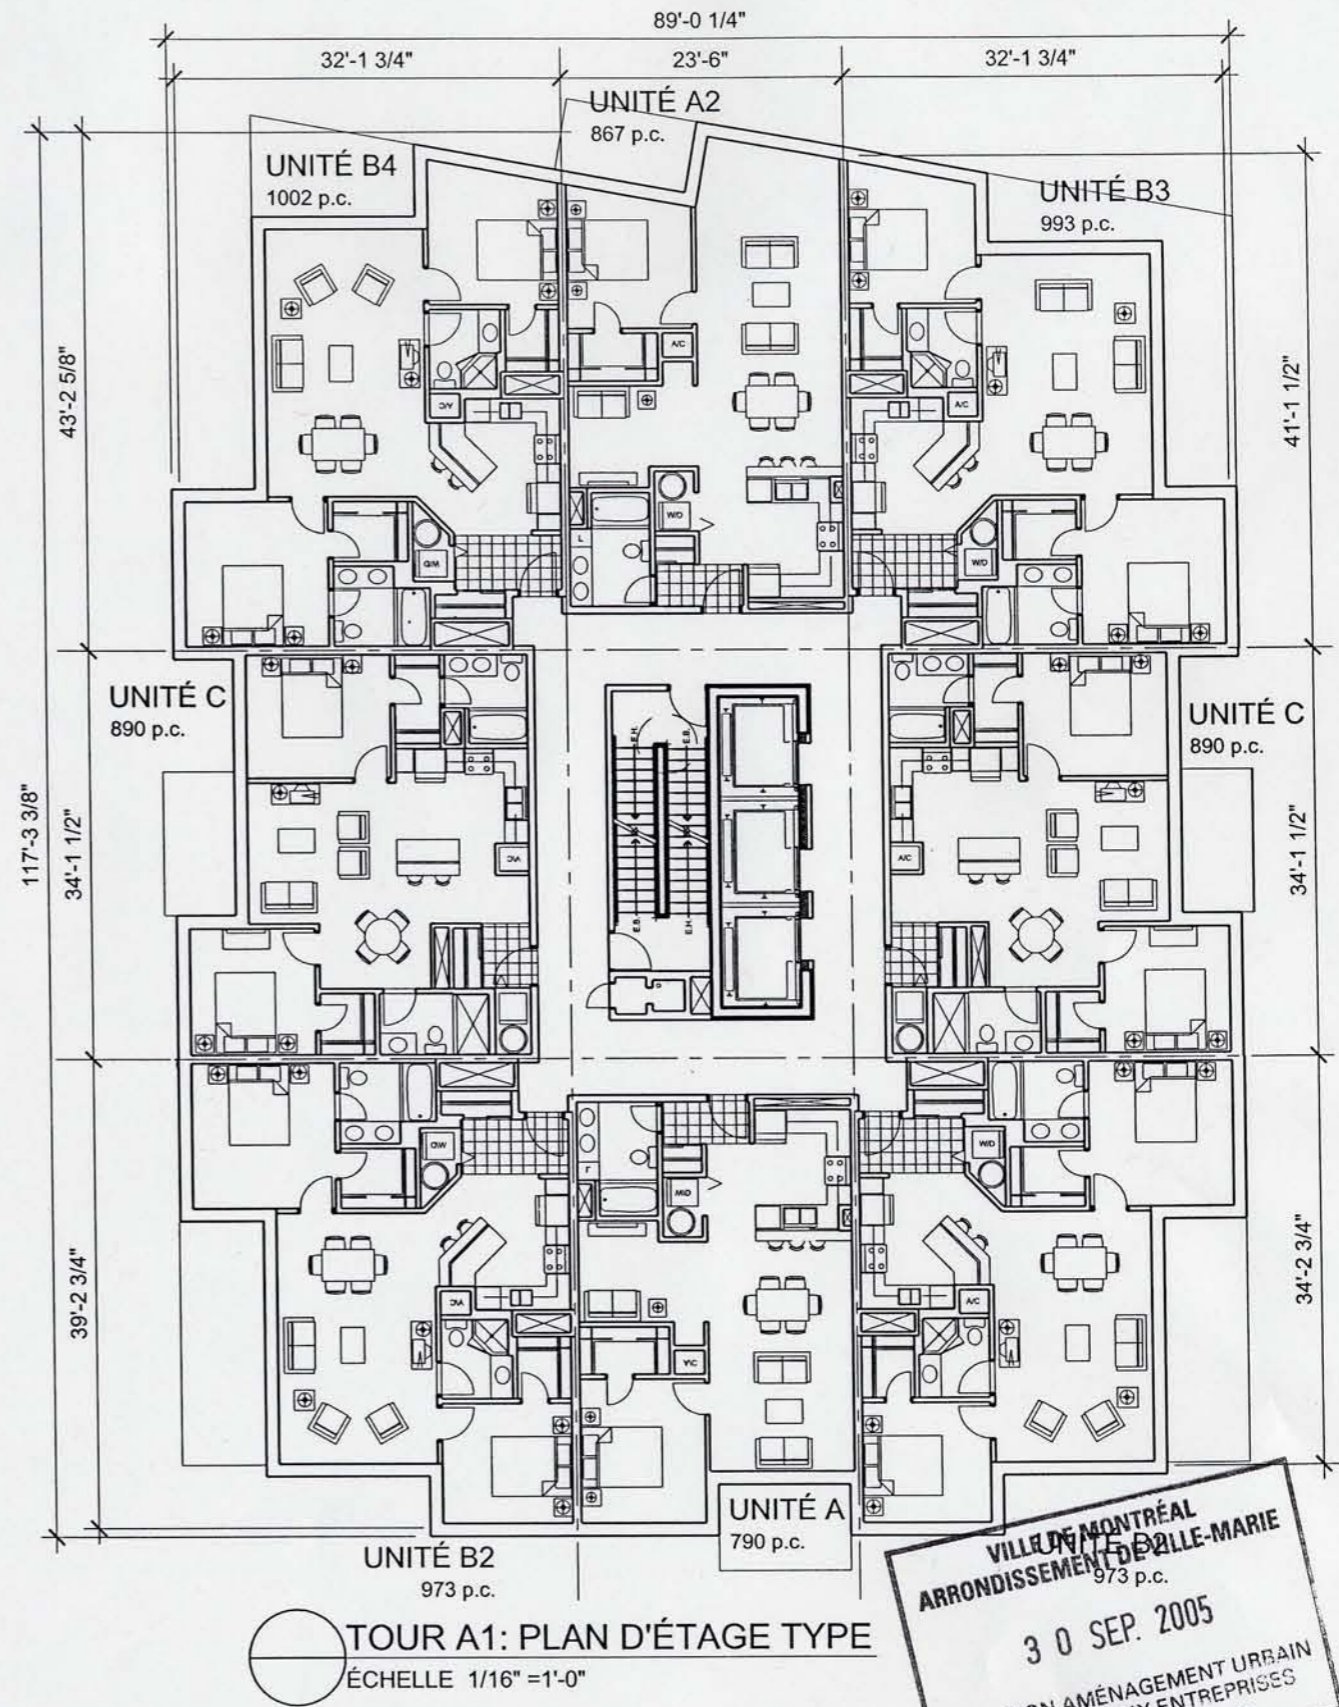 89'-0 1/4"
32'-1 3/4"
23'-6"
32'-1 3/4"
UNITÉ A2
867 p.c.
UNITÉ B4
1002 p.c.
UNITÉ B3
993 p.c.
43'-2 5/8"
41'-1 1/2"
A/C
A/C
A/C
W/D
W/D
W/D
L
UNITÉ C
890 p.c.
UNITÉ C
890 p.c.
E.H.
E.B.
117'-3 3/8"
34'-1 1/2"
34'-1 1/2"
A/C
A/C
E.B.
E.H.
W/D
W/D
W/D
L
39'-2 3/4"
34'-2 3/4"
A/C
A/C
A/C
UNITÉ A
790 p.c.
UNITÉ B2
973 p.c.
UNITÉ B2
973 p.c.
VILLE DE MONTRÉAL
ARRONDISSEMENT DE VILLE-MARIE
30 SEP. 2005
AMÉNAGEMENT URBAIN
ENTREPRISES
TOUR A1: PLAN D'ÉTAGE TYPE
ÉCHELLE 1/16" =1'-0"